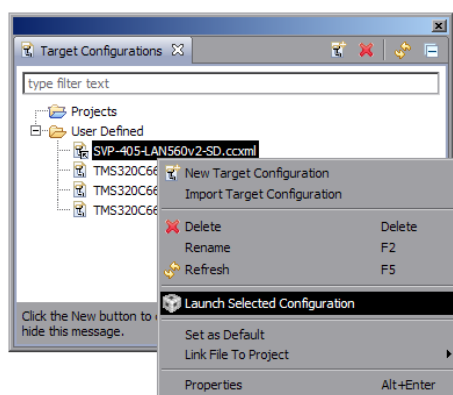 Target Configurations
type filter text
Projects
User Defined
SVP-405-LAN560v2-SD.ccxml
TMS320C66
TMS320C66
TMS320C66
New Target Configuration
Import Target Configuration
Delete Delete
Rename F2
Refresh F5
Launch Selected Configuration
Set as Default
Link File To Project
Properties Alt+Enter
Click the New button to
hide this message.